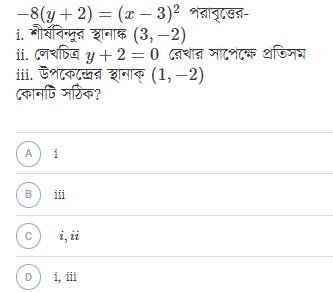 −8(y + 2) = (x − 3)² পরাবৃত্তের-
i. শীর্ষবিন্দুর স্থানাঙ্ক (3, −2)
ii. লেখচিত্র y + 2 = 0 রেখার সাপেক্ষে প্রতিসম
iii. উপকেন্দ্রের স্থানাক্ (1, −2)
কোনটি সঠিক?
A i
B iii
C i, ii
D i, iii